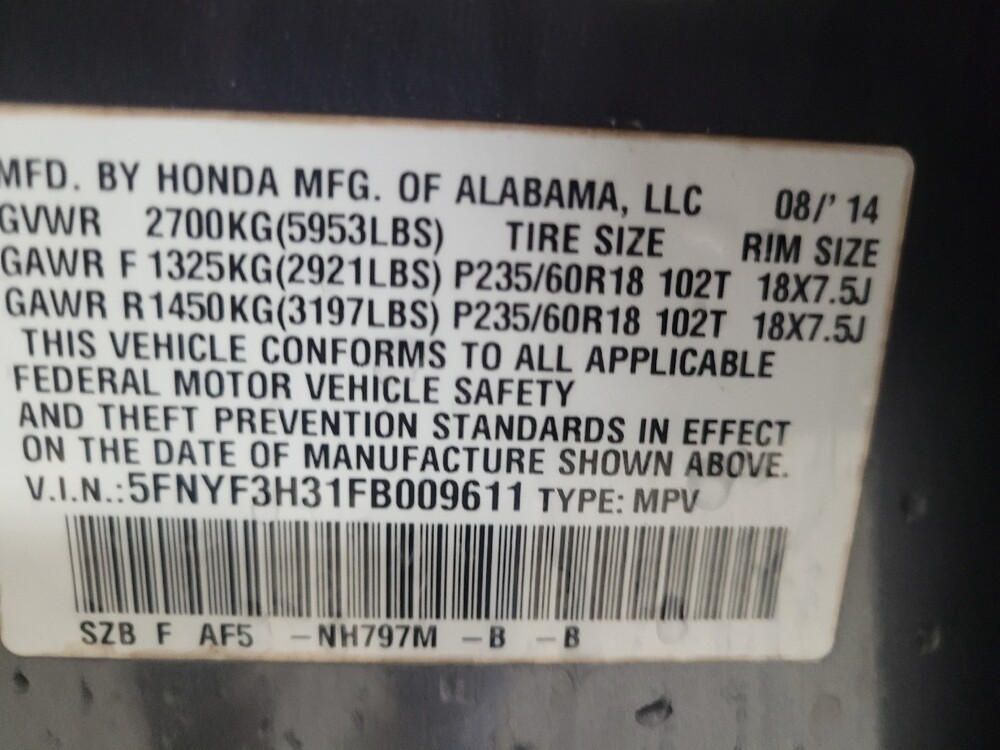 MFD. BY HONDA MFG. OF ALABAMA, LLC 08/' 14
GVWR 2700KG(5953LBS) TIRE SIZE RIM SIZE
GAWR F 1325KG(2921LBS) P235/60R18 102T 18X7.5J
GAWR R1450KG(3197LBS) P235/60R18 102T 18X7.5J
THIS VEHICLE CONFORMS TO ALL APPLICABLE
FEDERAL MOTOR VEHICLE SAFETY
AND THEFT PREVENTION STANDARDS IN EFFECT
ON THE DATE OF MANUFACTURE SHOWN ABOVE.
V.I.N.:5FNYF3H31FB009611 TYPE: MPV
SZB F AF5 -NH797M -B -B